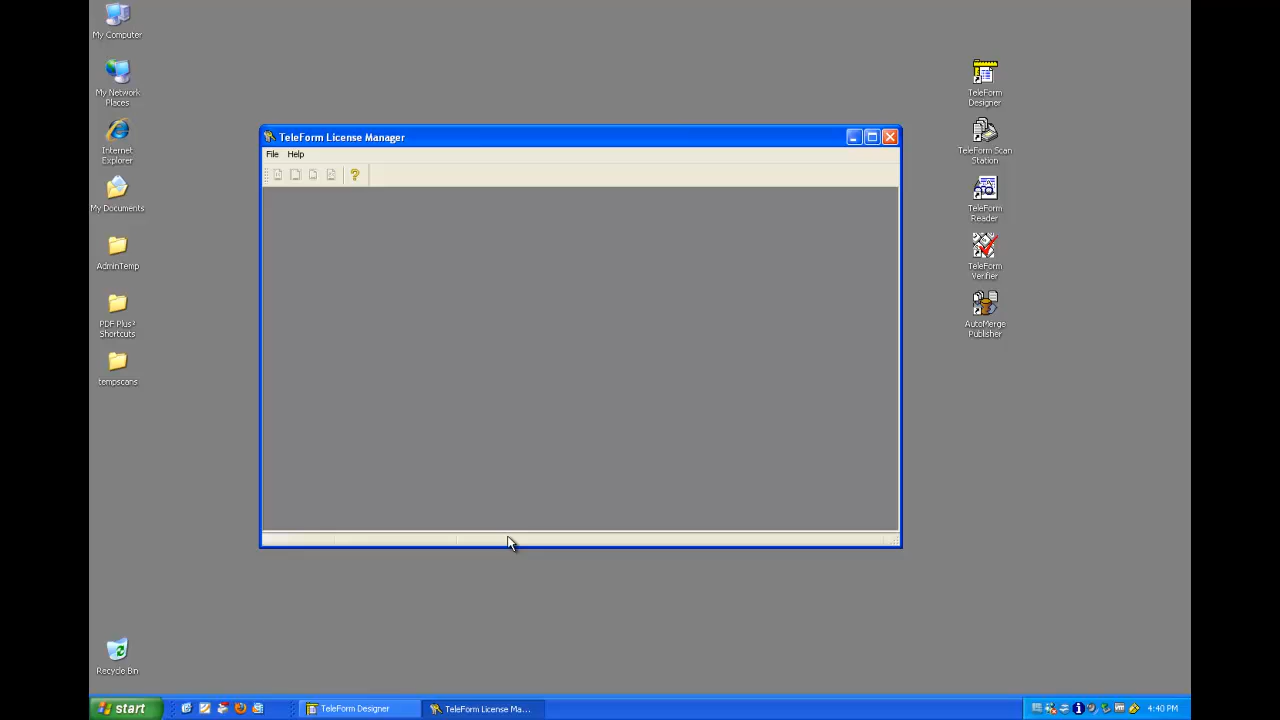 My Computer
My Network
Places
Internet
Explorer
My Documents
AdminTemp
PDF Plus²
Shortcuts
tempscans
Recycle Bin
TeleForm License Manager
File Help
TeleForm
Designer
TeleForm Scan
Station
TeleForm
Reader
TeleForm
Verifier
AutoMerge
Publisher
start
TeleForm Designer
TeleForm License Ma...
4:40 PM